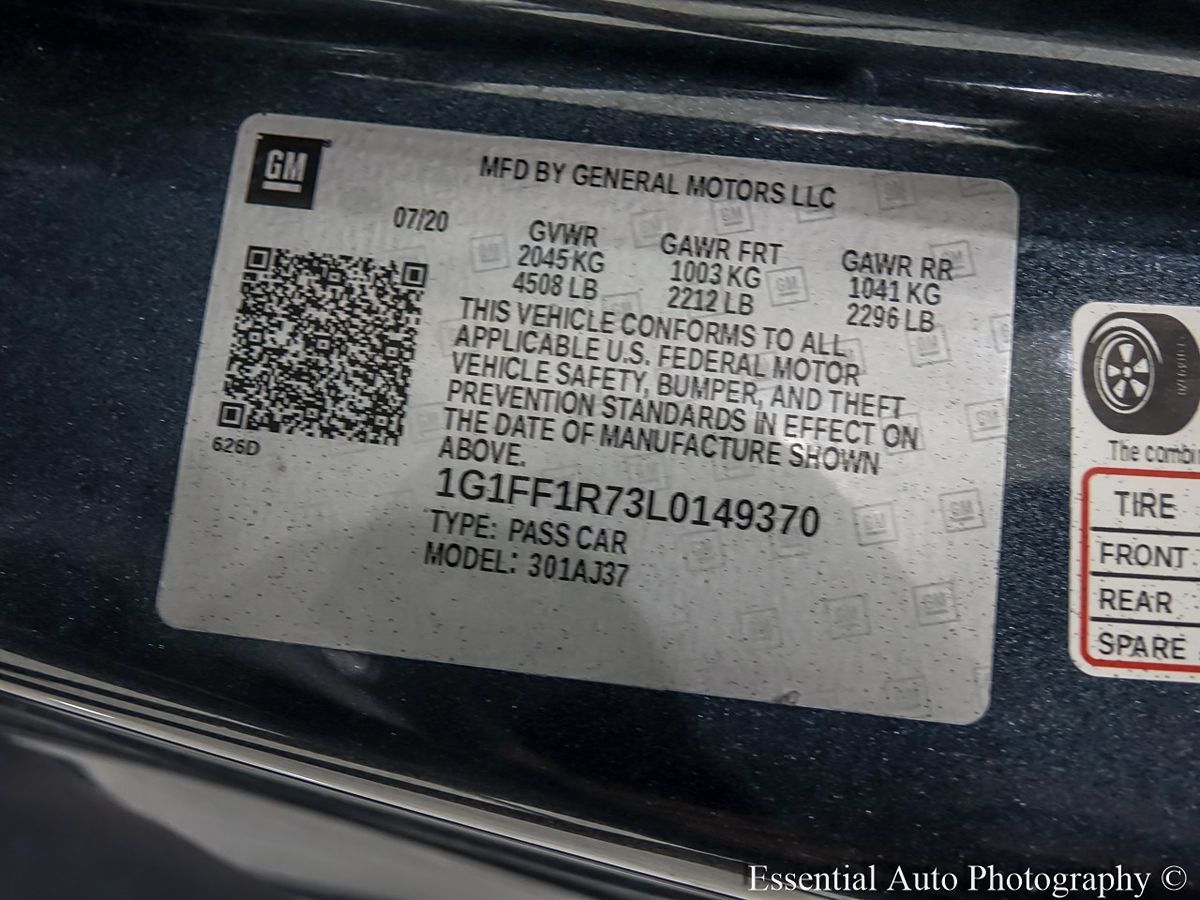 GM
MFD BY GENERAL MOTORS LLC
07/20
GVWR GAWR FRT GAWR RR
2045 KG 1003 KG 1041 KG
4508 LB 2212 LB 2296 LB
THIS VEHICLE CONFORMS TO ALL
APPLICABLE U.S. FEDERAL MOTOR
VEHICLE SAFETY, BUMPER, AND THEFT
PREVENTION STANDARDS IN EFFECT ON
THE DATE OF MANUFACTURE SHOWN
ABOVE.
626D
1G1FF1R73L0149370
TYPE: PASS CAR
MODEL: 301AJ37
The combi
TIRE
FRONT
REAR
SPARE
Essential Auto Photography ©